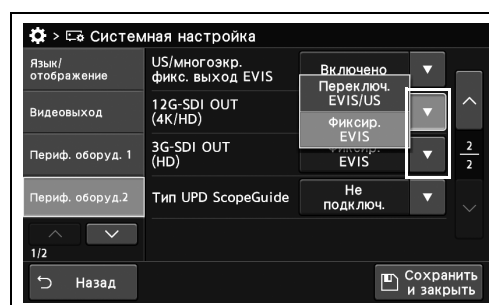 > Системная настройка
Язык/
отображение
Видеовыход
Периф. оборуд. 1
Периф. оборуд.2
1/2
US/многоэкр.
фикс. выход EVIS
Включено
12G-SDI OUT
(4K/HD)
Переключ.
EVIS/US
Фиксир.
EVIS
3G-SDI OUT
(HD)
Фиксир.
EVIS
Тип UPD ScopeGuide
Не
подключ.
2
2
Назад
Сохранить
и закрыть